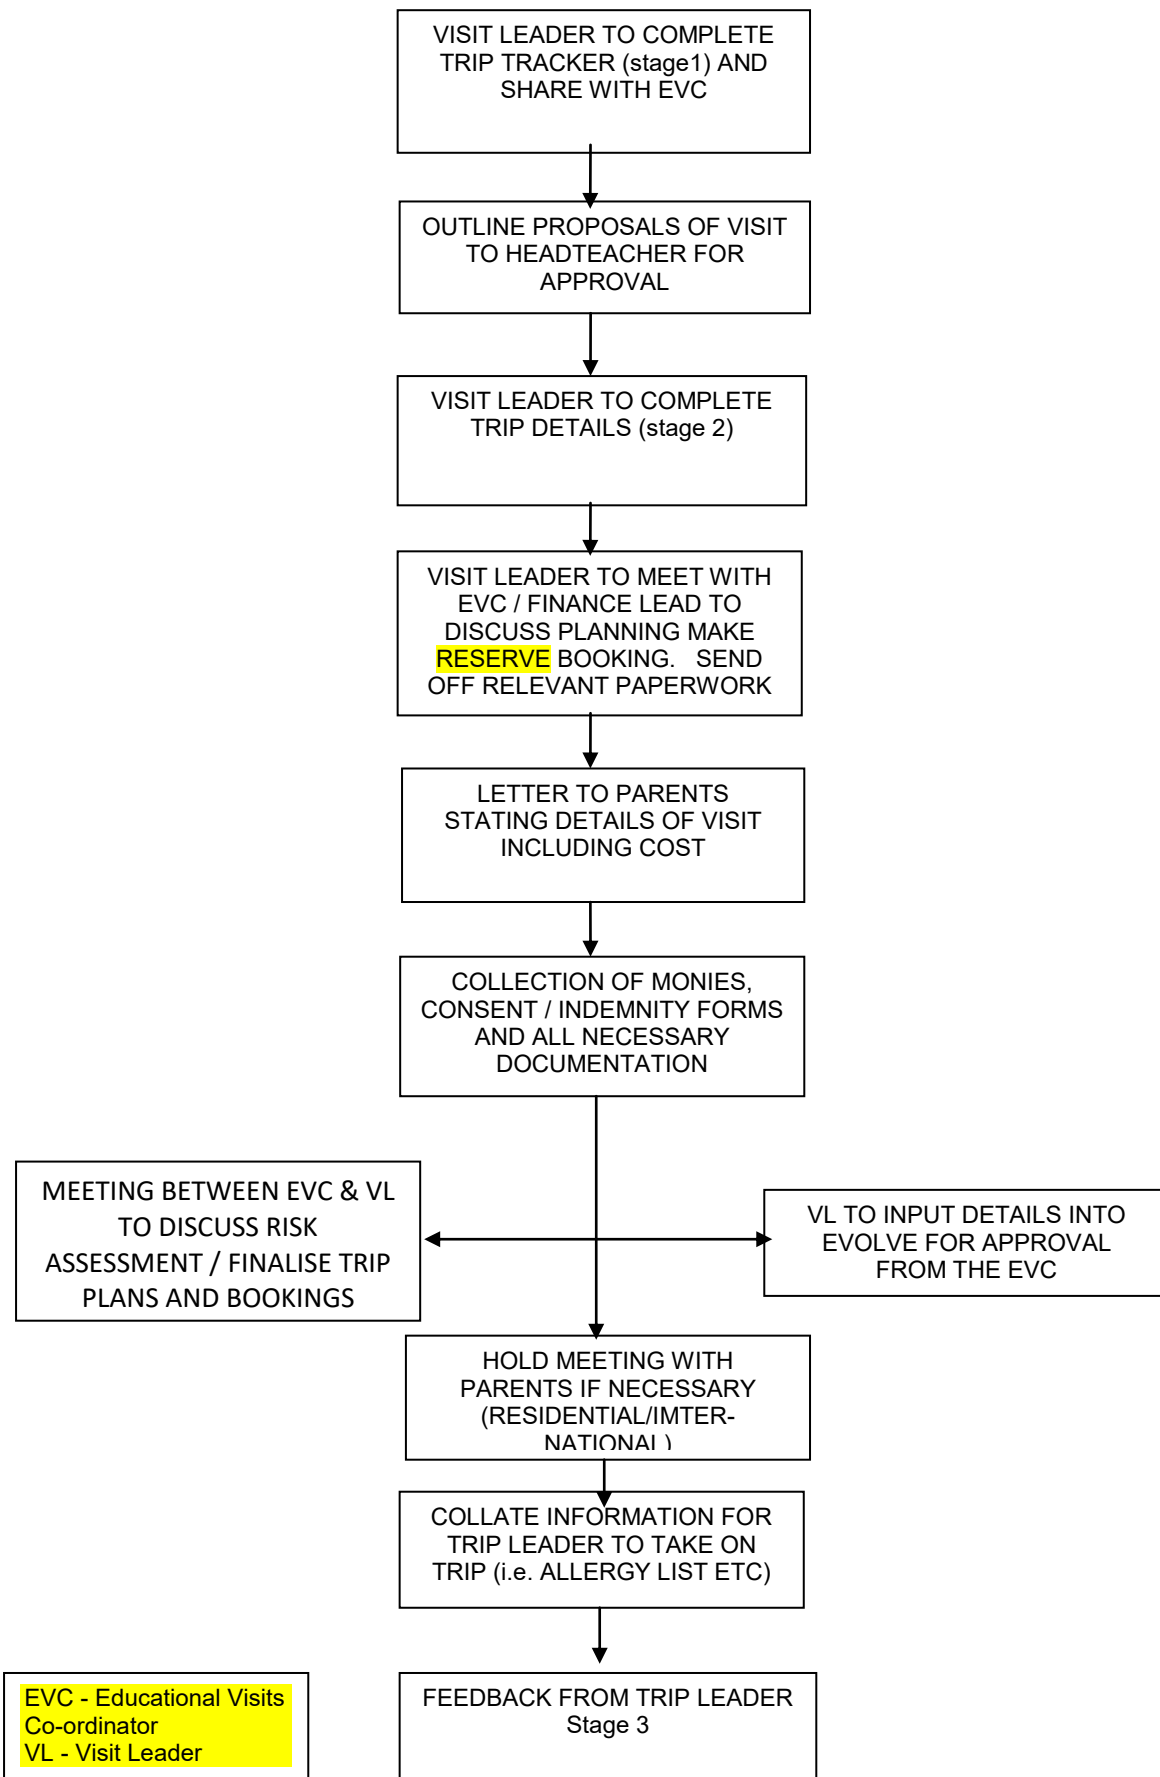 VISIT LEADER TO COMPLETE
TRIP TRACKER (stage1) AND
SHARE WITH EVC
OUTLINE PROPOSALS OF VISIT
TO HEADTEACHER FOR
APPROVAL
VISIT LEADER TO COMPLETE
TRIP DETAILS (stage 2)
VISIT LEADER TO MEET WITH
EVC / FINANCE LEAD TO
DISCUSS PLANNING MAKE
RESERVE BOOKING. SEND
OFF RELEVANT PAPERWORK
LETTER TO PARENTS
STATING DETAILS OF VISIT
INCLUDING COST
COLLECTION OF MONIES,
CONSENT / INDEMNITY FORMS
AND ALL NECESSARY
DOCUMENTATION
MEETING BETWEEN EVC & VL
TO DISCUSS RISK
ASSESSMENT / FINALISE TRIP
PLANS AND BOOKINGS
VL TO INPUT DETAILS INTO
EVOLVE FOR APPROVAL
FROM THE EVC
HOLD MEETING WITH
PARENTS IF NECESSARY
(RESIDENTIAL/IMTER-
NATIONAL)
COLLATE INFORMATION FOR
TRIP LEADER TO TAKE ON
TRIP (i.e. ALLERGY LIST ETC)
FEEDBACK FROM TRIP LEADER
Stage 3
EVC - Educational Visits
Co-ordinator
VL - Visit Leader